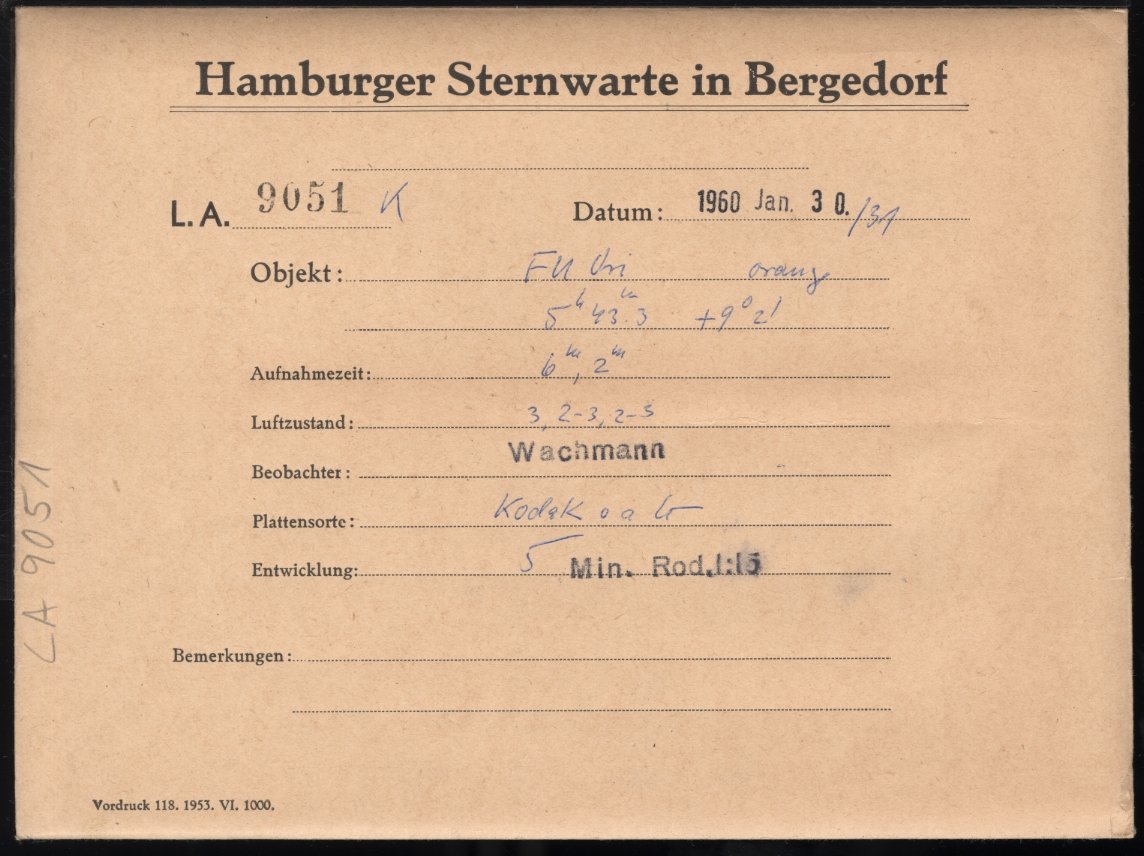 Hamburger Sternwarte in Bergedorf
L. A. 9051 K Datum: 1960 Jan. 30./31
Objekt: FU Ori orange
5ʰ 43.ᵐ3 +9° 2'
Aufnahmezeit: 6ᵐ, 2ᵐ
Luftzustand: 3, 2-3, 2-3
Beobachter: Wachmann
Plattensorte: Kodak o a G
Entwicklung: 5 Min. Rod. 1:15
Bemerkungen:
Vordruck 118. 1953. VI. 1000.
LA 9051